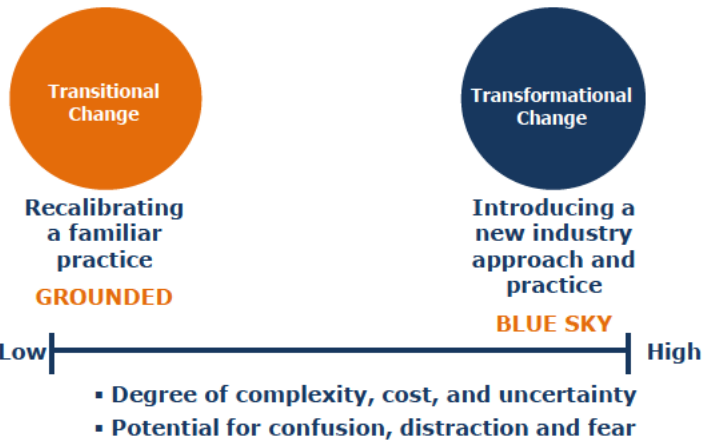 Transitional
Change
Transformational
Change
Recalibrating
a familiar
practice
GROUNDED
Introducing a
new industry
approach and
practice
BLUE SKY
Low
High
▪ Degree of complexity, cost, and uncertainty
▪ Potential for confusion, distraction and fear